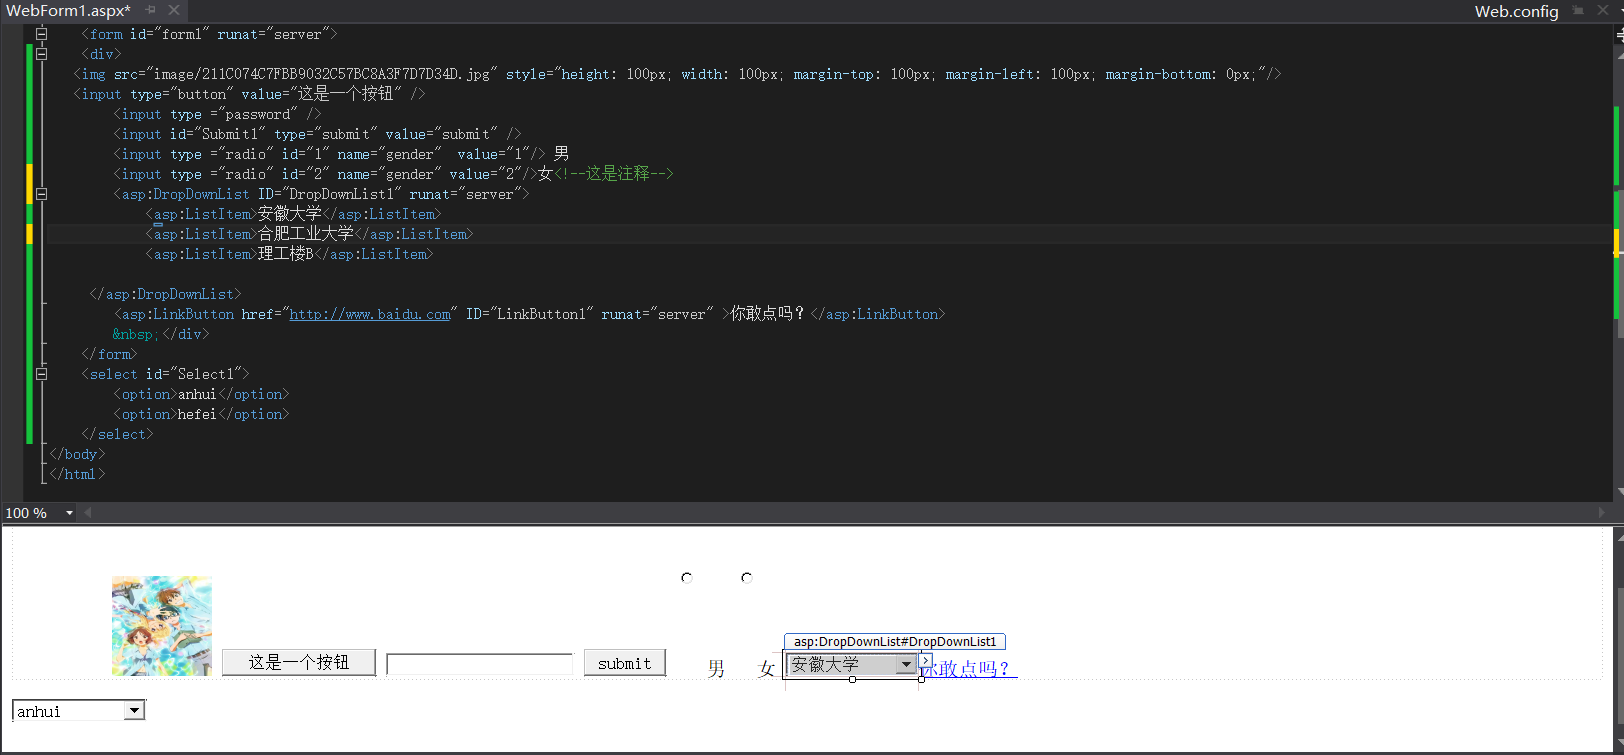 WebForm1.aspx*
Web.config
<form id="form1" runat="server">
<div>
<img src="image/211C074C7FBB9032C57BC8A3F7D7D34D.jpg" style="height: 100px; width: 100px; margin-top: 100px; margin-left: 100px; margin-bottom: 0px;"/>
<input type="button" value="这是一个按钮" />
<input type ="password" />
<input id="Submit1" type="submit" value="submit" />
<input type ="radio" id="1" name="gender"  value="1"/> 男
<input type ="radio" id="2" name="gender" value="2"/>女<!--这是注释-->
<asp:DropDownList ID="DropDownList1" runat="server">
<asp:ListItem>安徽大学</asp:ListItem>
<asp:ListItem>合肥工业大学</asp:ListItem>
<asp:ListItem>理工楼B</asp:ListItem>
</asp:DropDownList>
<asp:LinkButton href="http://www.baidu.com" ID="LinkButton1" runat="server" >你敢点吗？</asp:LinkButton>
&nbsp;</div>
</form>
<select id="Select1">
<option>anhui</option>
<option>hefei</option>
</select>
</body>
</html>
100 %
asp:DropDownList#DropDownList1
这是一个按钮 submit 男 女 安徽大学 你敢点吗？
anhui